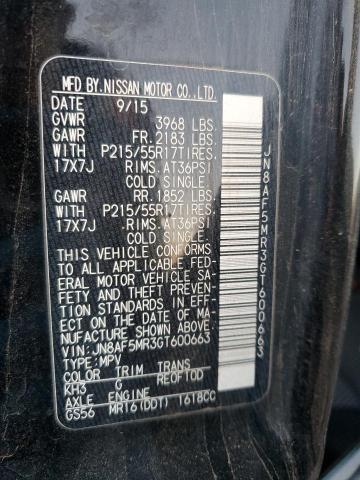 MFD.BY.NISSAN MOTOR CO.,LTD.
DATE 9/15
GVWR 3968 LBS.
GAWR FR.2183 LBS.
WITH P215/55R17TIRES.
17X7J RIMS.AT36PSI
COLD SINGLE.
GAWR RR.1852 LBS.
WITH P215/55R17TIRES.
17X7J RIMS.AT36PSI
COLD SINGLE.
THIS VEHICLE CONFORMS
TO ALL APPLICABLE FED-
ERAL MOTOR VEHICLE SA-
FETY AND THEFT PREVEN-
TION STANDARDS IN EFF-
ECT ON THE DATE OF MA-
NUFACTURE SHOWN ABOVE.
VIN:JN8AF5MR3GT600663
TYPE:MPV
COLOR TRIM TRANS
KH3 G RE0F10D
AXLE ENGINE
GS56 MR16(DDT) 1618CC
JN8AF5MR3GT600663